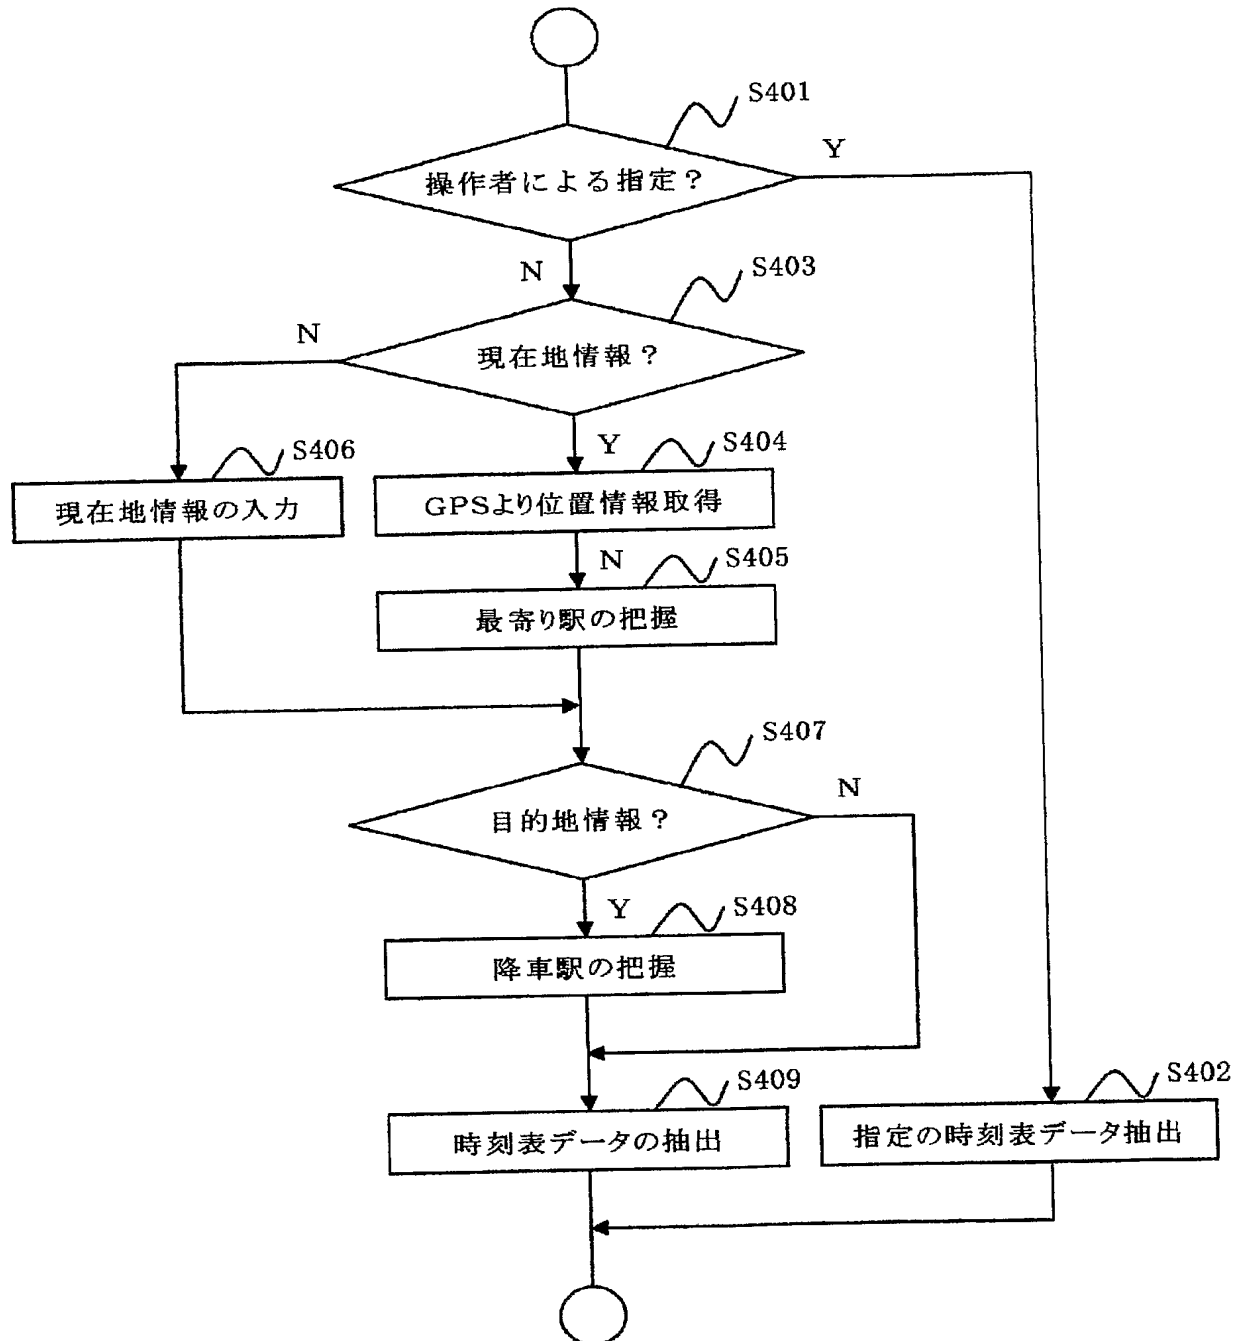 S401
Y
操作者による指定？
N
S403
N
現在地情報？
S406
Y
S404
現在地情報の入力
GPSより位置情報取得
N
S405
最寄り駅の把握
S407
N
目的地情報？
Y
S408
降車駅の把握
S409
S402
時刻表データの抽出
指定の時刻表データ抽出